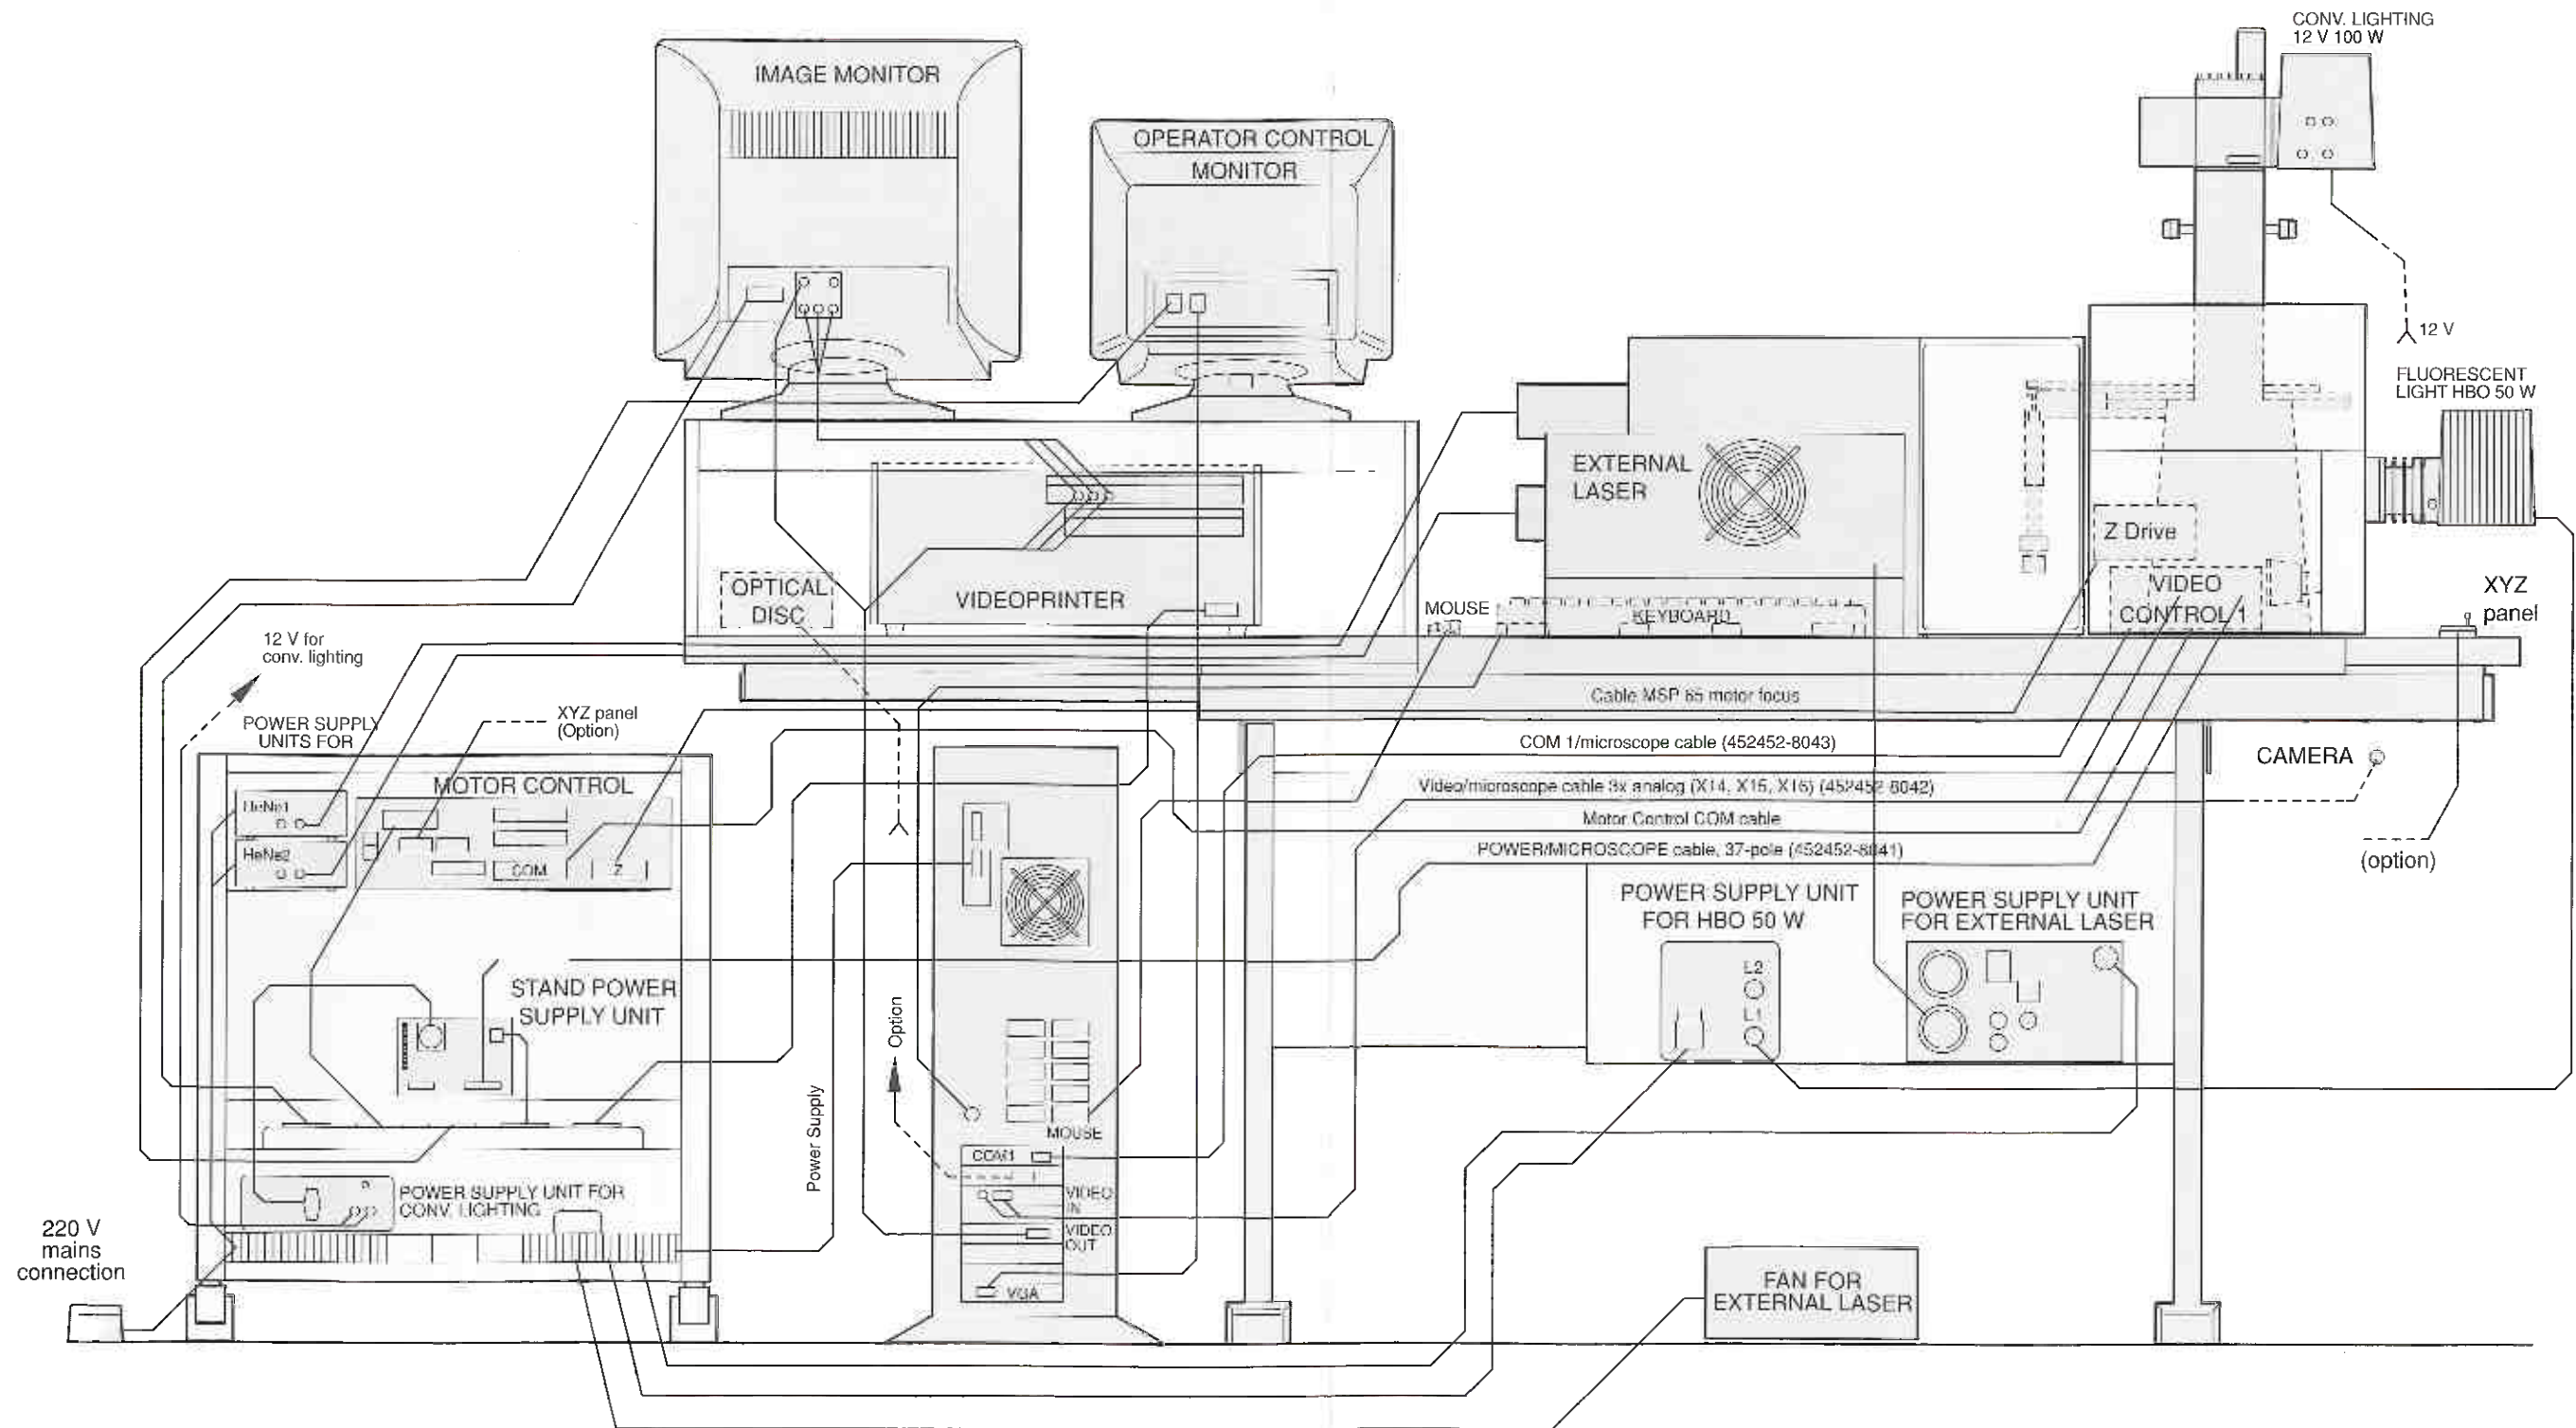 CONV. LIGHTING
12 V 100 W
IMAGE MONITOR
OPERATOR CONTROL
MONITOR
12 V
FLUORESCENT
LIGHT HBO 50 W
EXTERNAL
LASER
Z Drive
OPTICAL
DISC
VIDEOPRINTER
MOUSE
KEYBOARD
VIDEO
CONTROL 1
XYZ
panel
12 V for
conv. lighting
Cable MSP 65 motor focus
XYZ panel
(Option)
POWER SUPPLY
UNITS FOR
COM 1/microscope cable (452452-8043)
CAMERA
MOTOR CONTROL
HeNe1
Video/microscope cable 3x analog (X14, X15, X16) (452452-8042)
Motor Control COM cable
HeNe2
COM
Z
POWER/MICROSCOPE cable, 37-pole (452452-8041)
(option)
POWER SUPPLY UNIT
FOR HBO 50 W
POWER SUPPLY UNIT
FOR EXTERNAL LASER
L2
L1
STAND POWER
SUPPLY UNIT
Option
Power Supply
MOUSE
COM1
VIDEO
IN
VIDEO
OUT
VGA
POWER SUPPLY UNIT FOR
CONV. LIGHTING
220 V
mains
connection
FAN FOR
EXTERNAL LASER